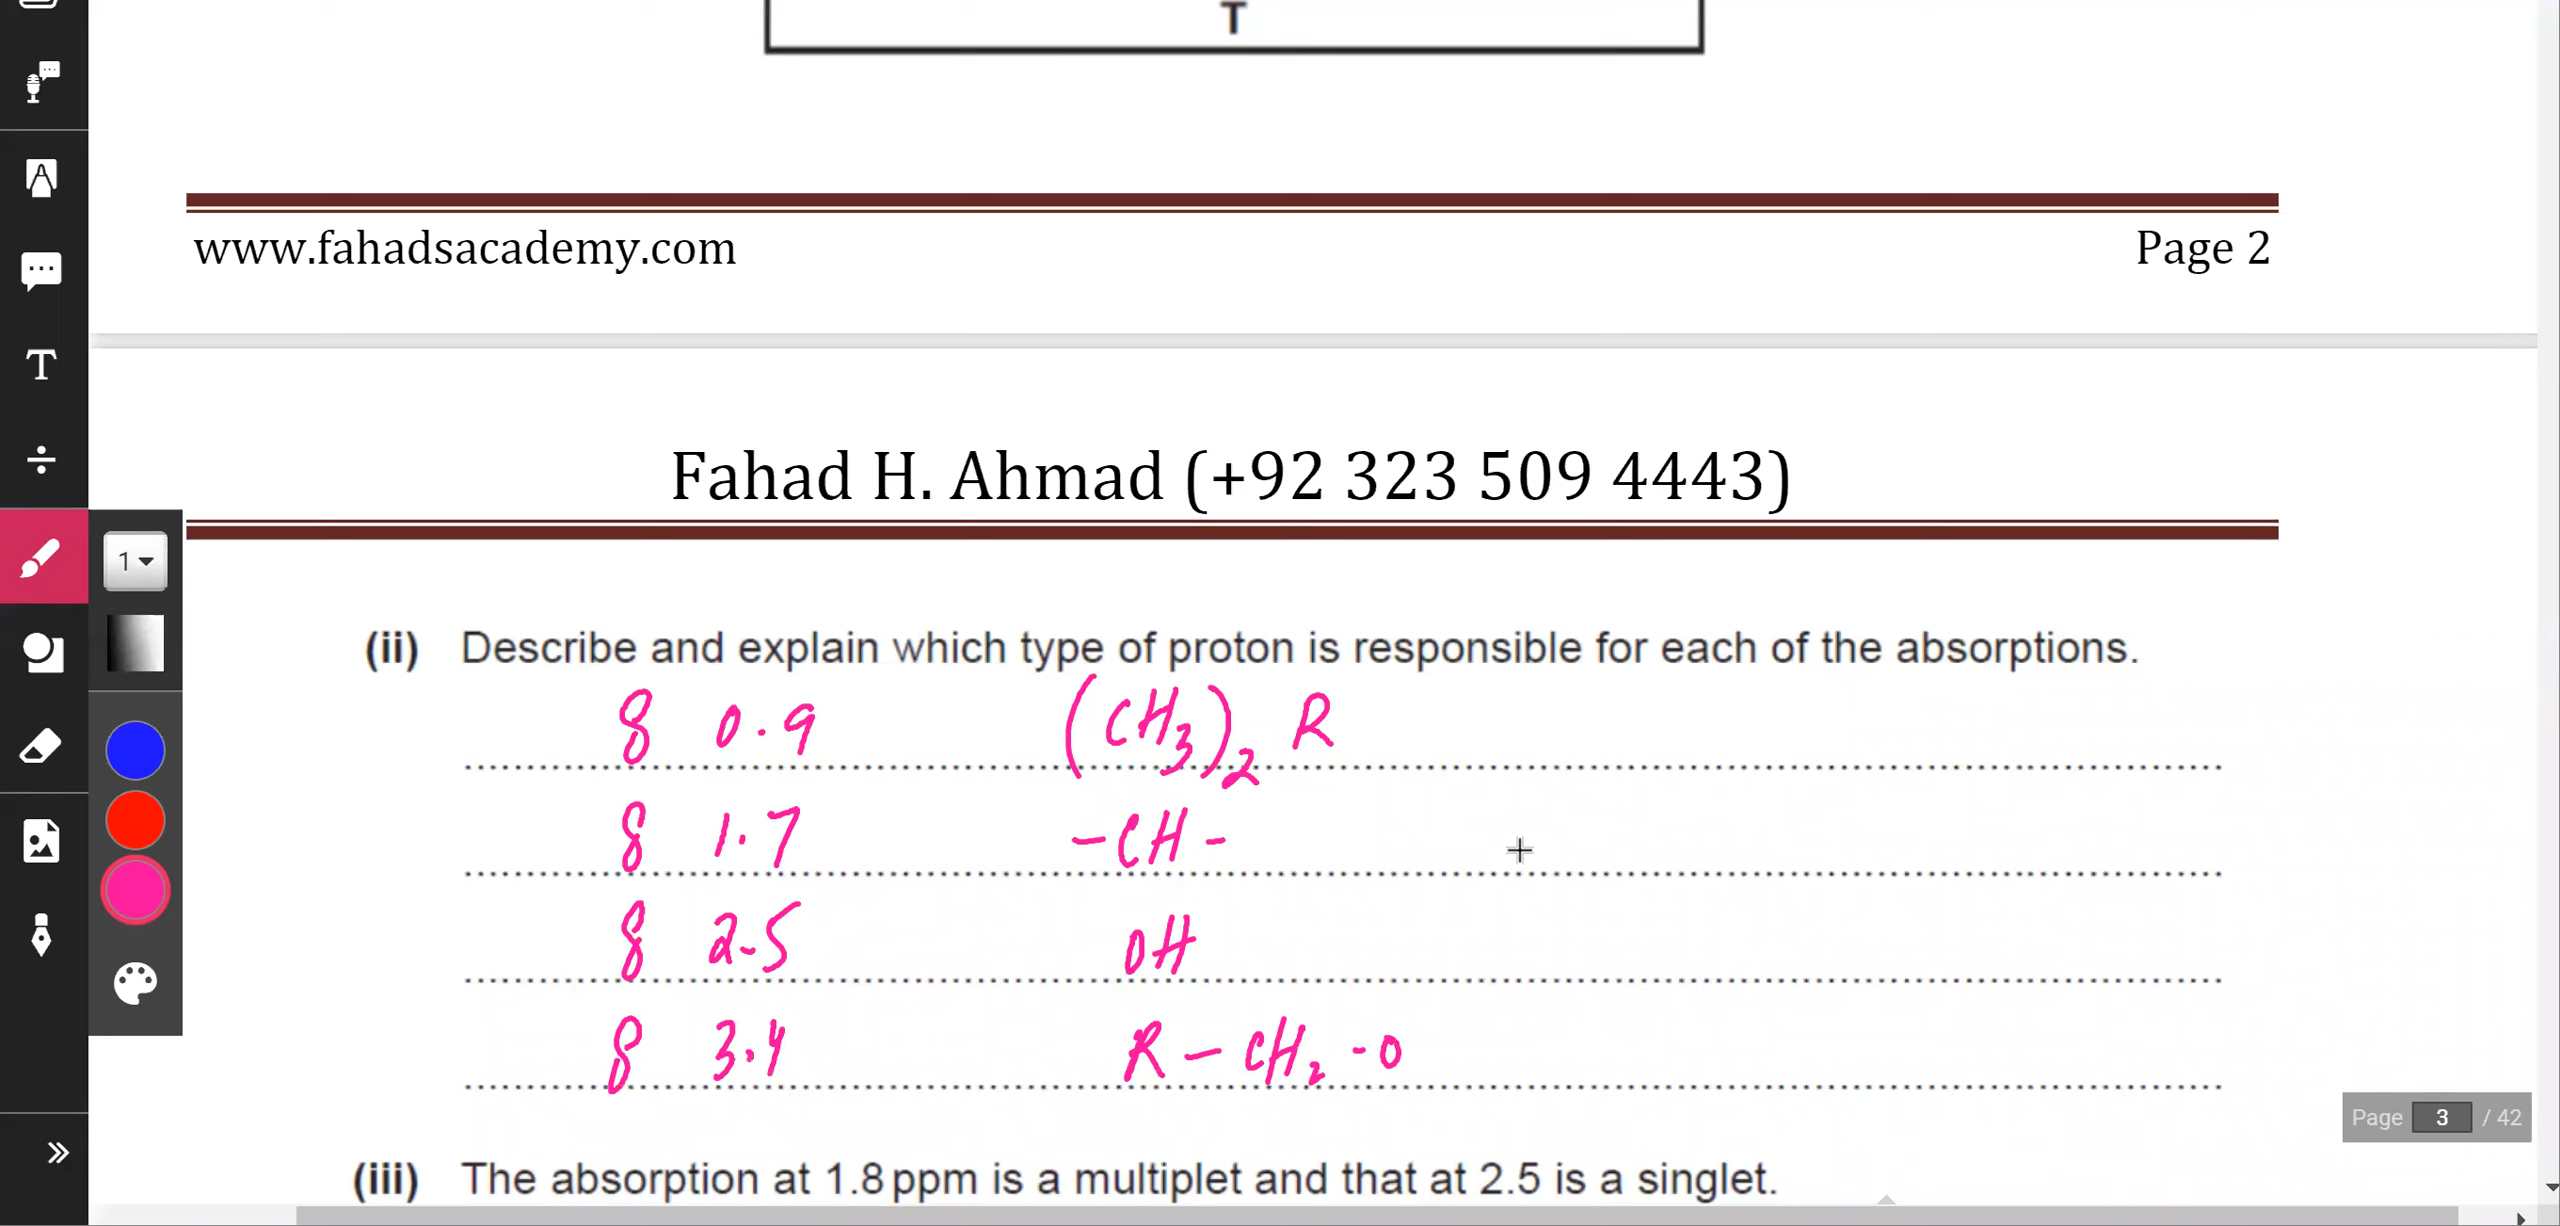 T
www.fahadsacademy.com Page 2
Fahad H. Ahmad (+92 323 509 4443)
1
(ii) Describe and explain which type of proton is responsible for each of the absorptions.
δ 0.9 (CH₃)₂ R
δ 1.7 -CH-
δ 2.5 OH
δ 3.4 R-CH₂-O
Page 3 / 42
(iii) The absorption at 1.8 ppm is a multiplet and that at 2.5 is a singlet.